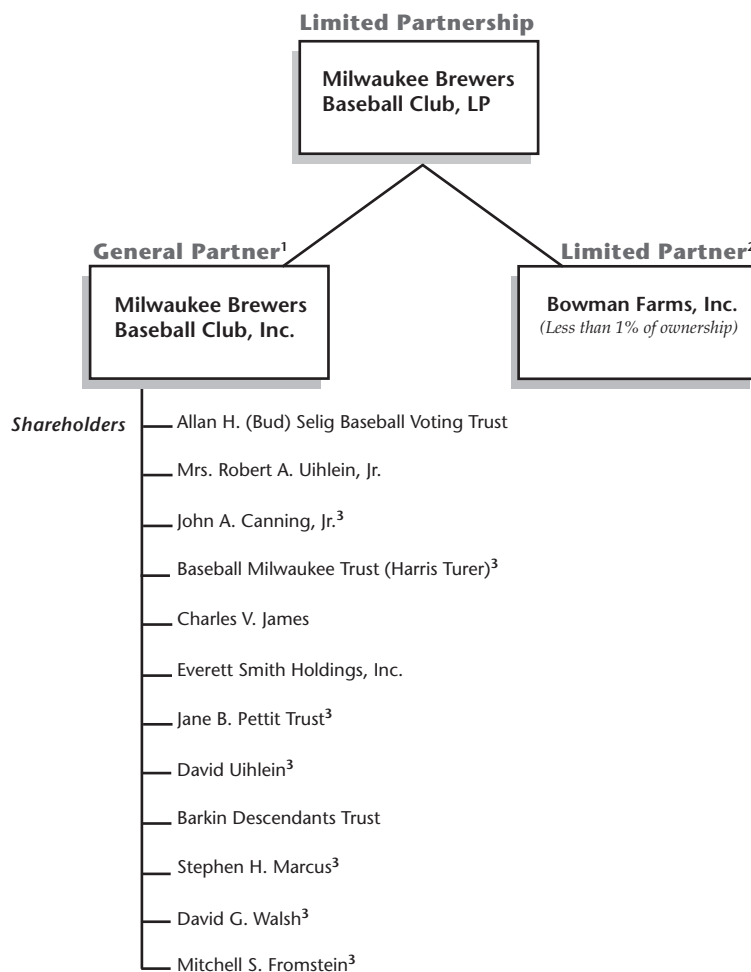 Limited Partnership
Milwaukee Brewers
Baseball Club, LP
General Partner¹
Limited Partner²
Milwaukee Brewers
Baseball Club, Inc.
Bowman Farms, Inc.
(Less than 1% of ownership)
Shareholders
Allan H. (Bud) Selig Baseball Voting Trust
Mrs. Robert A. Uihlein, Jr.
John A. Canning, Jr.³
Baseball Milwaukee Trust (Harris Turer)³
Charles V. James
Everett Smith Holdings, Inc.
Jane B. Pettit Trust³
David Uihlein³
Barkin Descendants Trust
Stephen H. Marcus³
David G. Walsh³
Mitchell S. Fromstein³